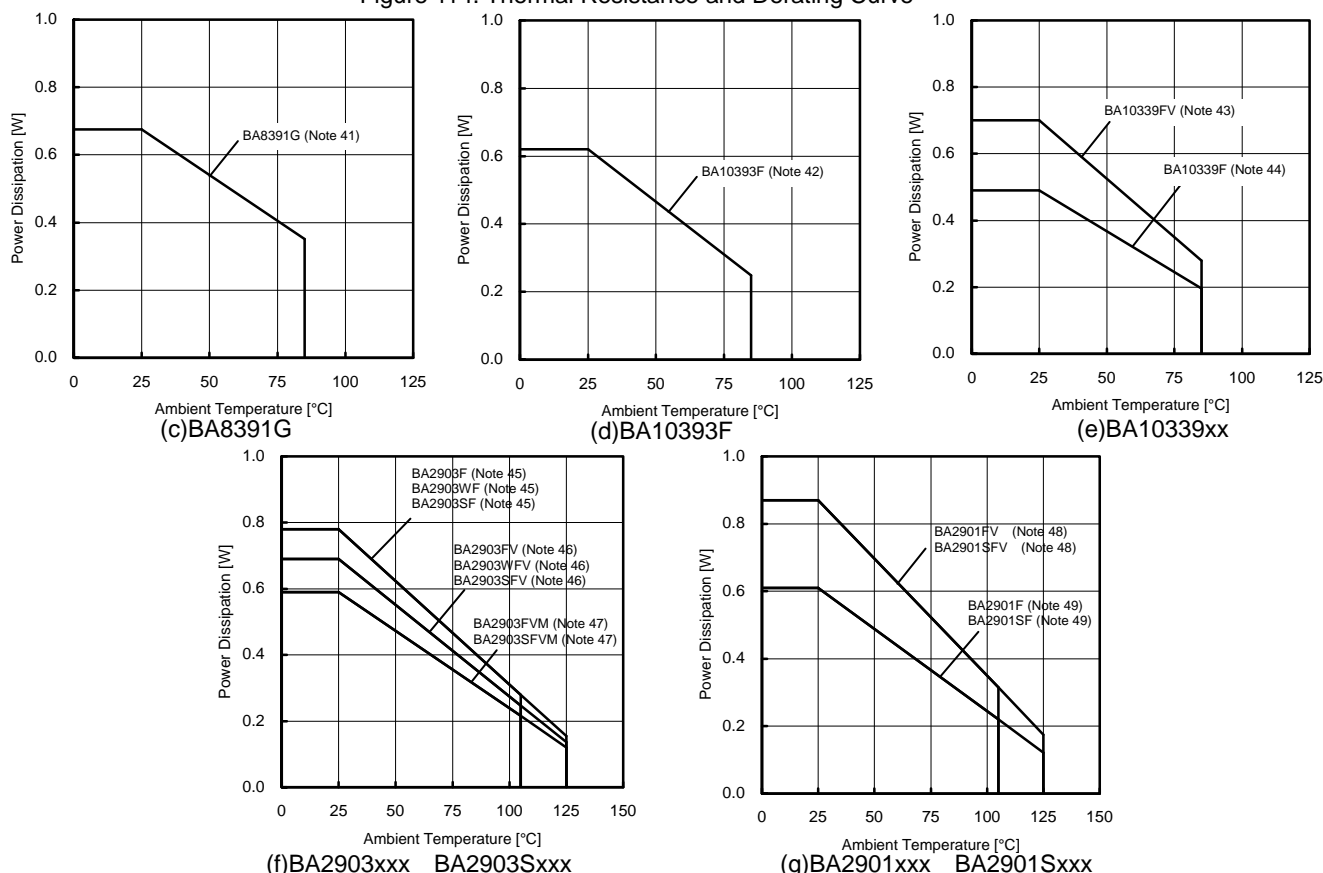 1.0
0.8
0.6
0.4
0.2
0.0
Power Dissipation [W]
BA8391G (Note 41)
0 25 50 75 100 125
Ambient Temperature [°C]
(c)BA8391G
1.0
0.8
0.6
0.4
0.2
0.0
Power Dissipation [W]
BA10393F (Note 42)
0 25 50 75 100 125
Ambient Temperature [°C]
(d)BA10393F
1.0
0.8
0.6
0.4
0.2
0.0
Power Dissipation [W]
BA10339FV (Note 43)
BA10339F (Note 44)
0 25 50 75 100 125
Ambient Temperature [°C]
(e)BA10339xx
1.0
0.8
0.6
0.4
0.2
0.0
Power Dissipation [W]
BA2903F (Note 45)
BA2903WF (Note 45)
BA2903SF (Note 45)
BA2903FV (Note 46)
BA2903WFV (Note 46)
BA2903SFV (Note 46)
BA2903FVM (Note 47)
BA2903SFVM (Note 47)
0 25 50 75 100 125 150
Ambient Temperature [°C]
(f)BA2903xxx BA2903Sxxx
1.0
0.8
0.6
0.4
0.2
0.0
Power Dissipation [W]
BA2901FV (Note 48)
BA2901SFV (Note 48)
BA2901F (Note 49)
BA2901SF (Note 49)
0 25 50 75 100 125 150
Ambient Temperature [°C]
(g)BA2901xxx BA2901Sxxx